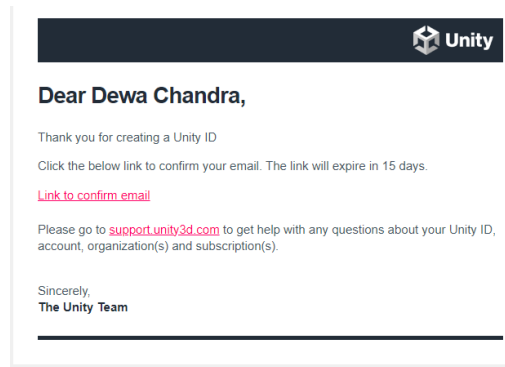 Unity
Dear Dewa Chandra,
Thank you for creating a Unity ID
Click the below link to confirm your email. The link will expire in 15 days.
Link to confirm email
Please go to support.unity3d.com to get help with any questions about your Unity ID,
account, organization(s) and subscription(s).
Sincerely,
The Unity Team